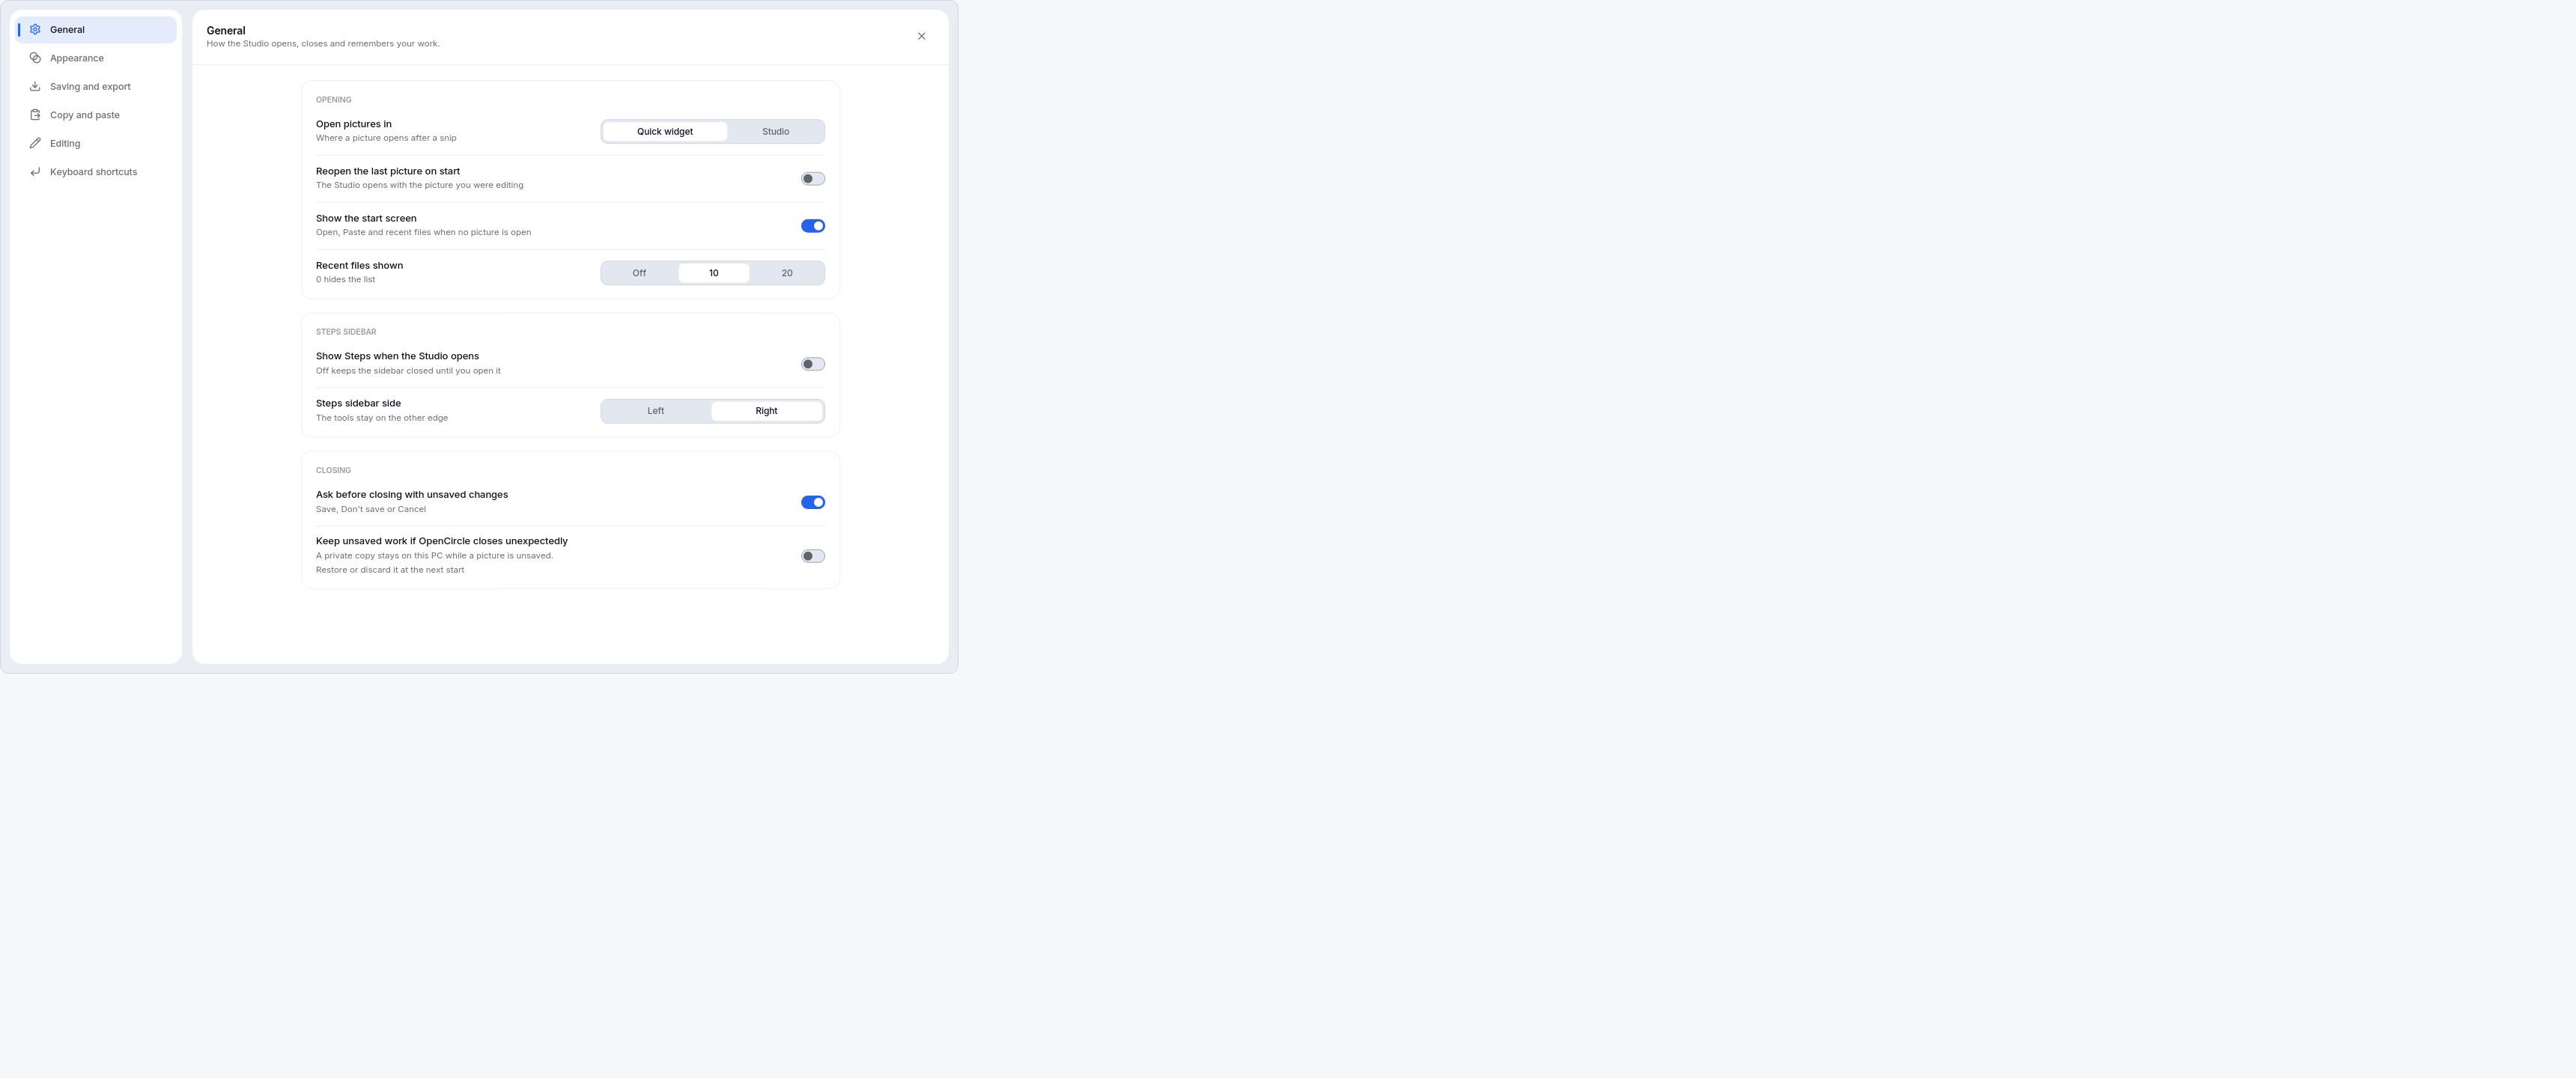 General
Appearance
Saving and export
Copy and paste
Editing
Keyboard shortcuts
General
How the Studio opens, closes and remembers your work.
OPENING
Open pictures in
Where a picture opens after a snip
Quick widget
Studio
Reopen the last picture on start
The Studio opens with the picture you were editing
Show the start screen
Open, Paste and recent files when no picture is open
Recent files shown
0 hides the list
Off
10
20
STEPS SIDEBAR
Show Steps when the Studio opens
Off keeps the sidebar closed until you open it
Steps sidebar side
The tools stay on the other edge
Left
Right
CLOSING
Ask before closing with unsaved changes
Save, Don't save or Cancel
Keep unsaved work if OpenCircle closes unexpectedly
A private copy stays on this PC while a picture is unsaved.
Restore or discard it at the next start